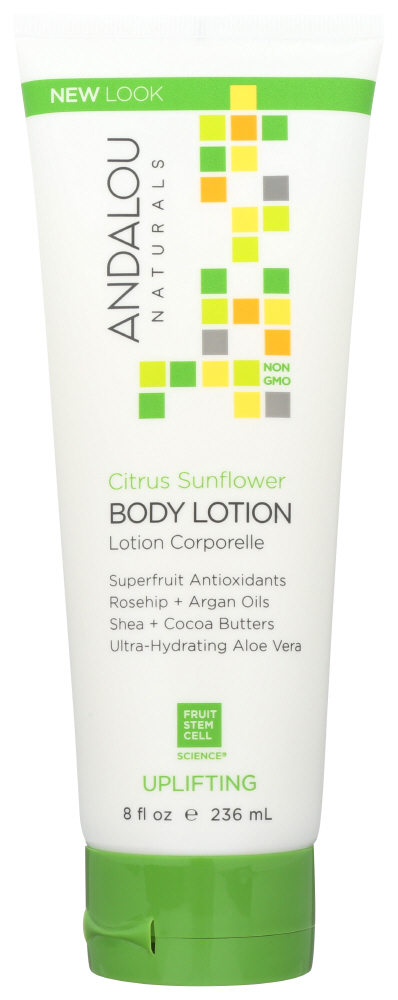 NEW LOOK
ANDALOU
NATURALS
NON
GMO
Citrus Sunflower
BODY LOTION
Lotion Corporelle
Superfruit Antioxidants
Rosehip + Argan Oils
Shea + Cocoa Butters
Ultra-Hydrating Aloe Vera
FRUIT
STEM
CELL
SCIENCE®
UPLIFTING
8 fl oz ℮ 236 mL